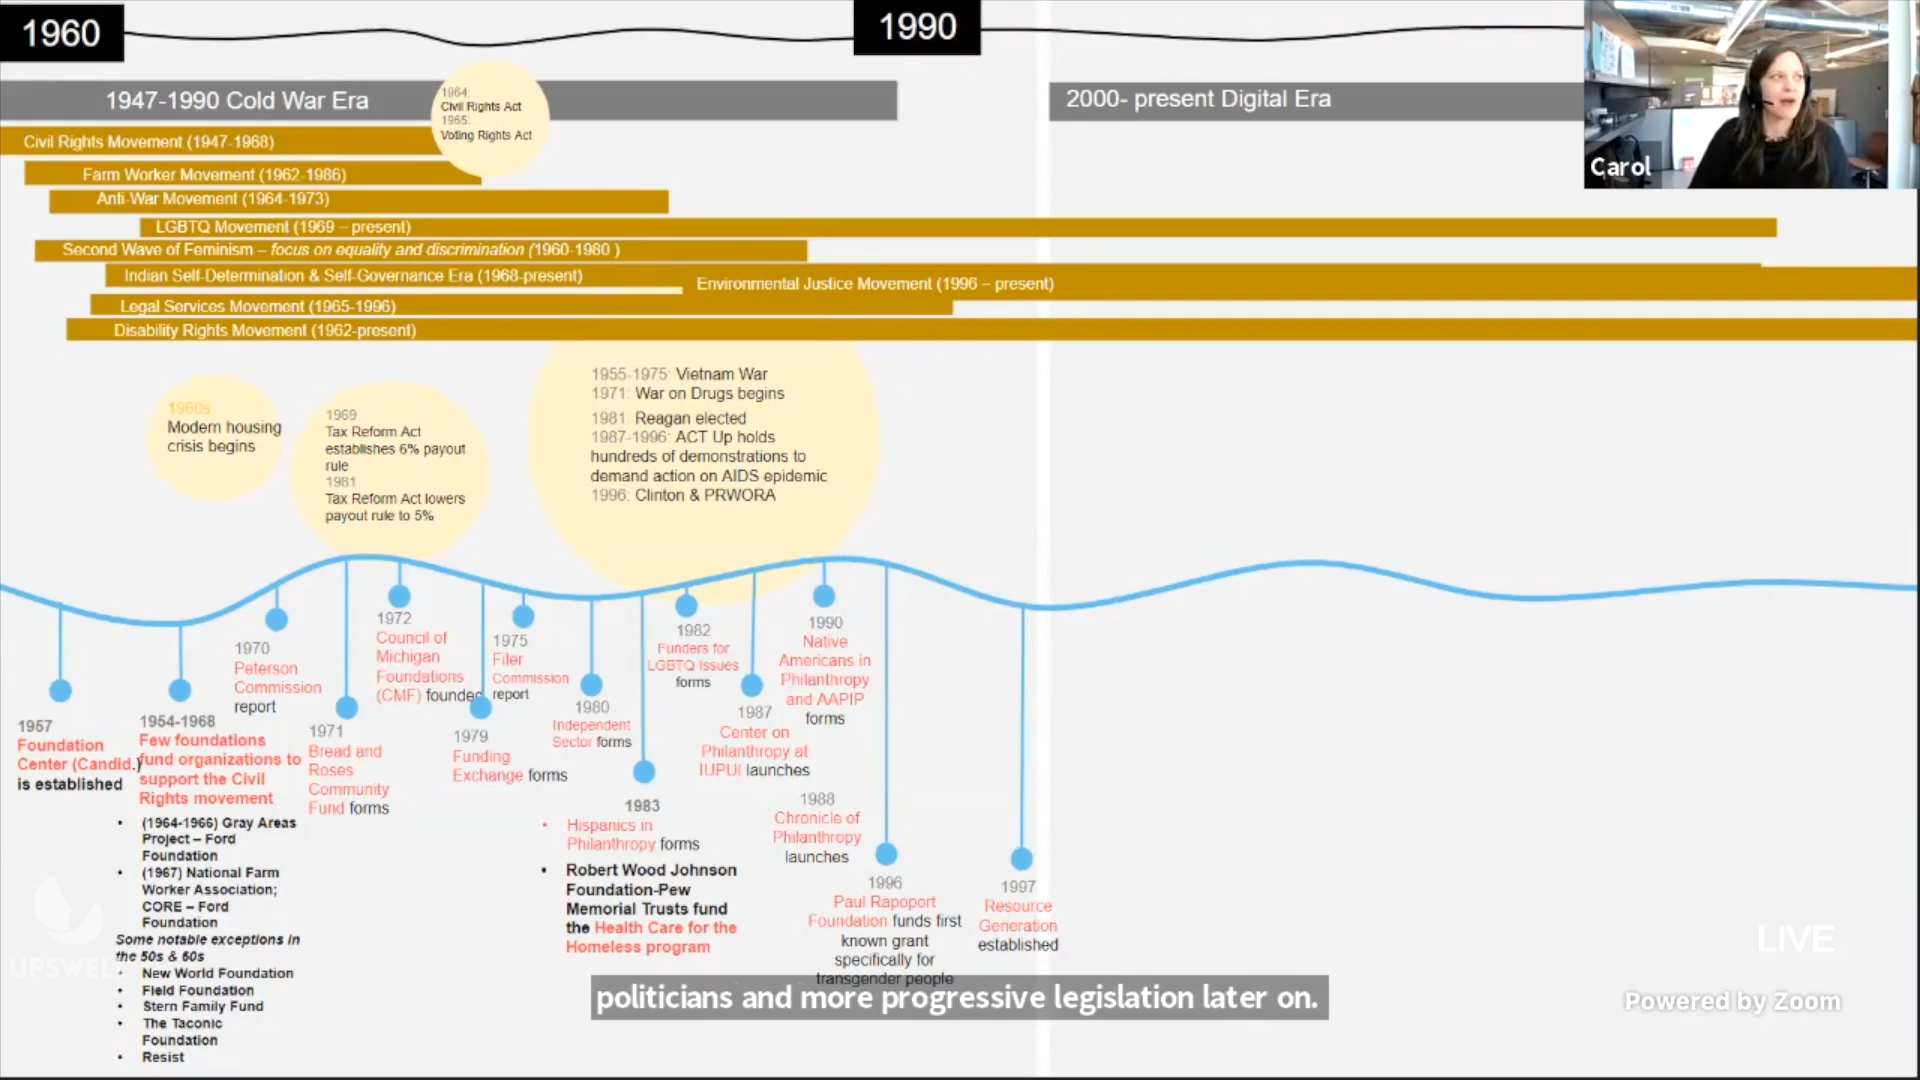 1960
1990
1947-1990 Cold War Era
1964:
Civil Rights Act
1965:
Voting Rights Act
2000- present Digital Era
Carol
Civil Rights Movement (1947-1968)
Farm Worker Movement (1962-1986)
Anti-War Movement (1964-1973)
LGBTQ Movement (1969 – present)
Second Wave of Feminism – focus on equality and discrimination (1960-1980 )
Indian Self-Determination & Self-Governance Era (1968-present)
Environmental Justice Movement (1996 – present)
Legal Services Movement (1965-1996)
Disability Rights Movement (1962-present)
1960s
Modern housing
crisis begins
1969
Tax Reform Act
establishes 6% payout
rule
1981
Tax Reform Act lowers
payout rule to 5%
1955-1975: Vietnam War
1971: War on Drugs begins
1981: Reagan elected
1987-1996: ACT Up holds
hundreds of demonstrations to
demand action on AIDS epidemic
1996: Clinton & PRWORA
1957
Foundation
Center (Candid.)
is established
1954-1968
Few foundations
fund organizations to
support the Civil
Rights movement
• (1964-1966) Gray Areas
Project – Ford
Foundation
• (1967) National Farm
Worker Association;
CORE – Ford
Foundation
Some notable exceptions in
the 50s & 60s
• New World Foundation
• Field Foundation
• Stern Family Fund
• The Taconic
Foundation
• Resist
1970
Peterson
Commission
report
1971
Bread and
Roses
Community
Fund forms
1972
Council of
Michigan
Foundations
(CMF) founded
1979
Funding
Exchange forms
1975
Filer
Commission
report
1980
Independent
Sector forms
1983
• Hispanics in
Philanthropy forms
• Robert Wood Johnson
Foundation-Pew
Memorial Trusts fund
the Health Care for the
Homeless program
1982
Funders for
LGBTQ Issues
forms
1987
Center on
Philanthropy at
IUPUI launches
1988
Chronicle of
Philanthropy
launches
1990
Native
Americans in
Philanthropy
and AAPIP
forms
1996
Paul Rapoport
Foundation funds first
known grant
specifically for
transgender people
1997
Resource
Generation
established
UPSWELL
LIVE
Powered by Zoom
politicians and more progressive legislation later on.